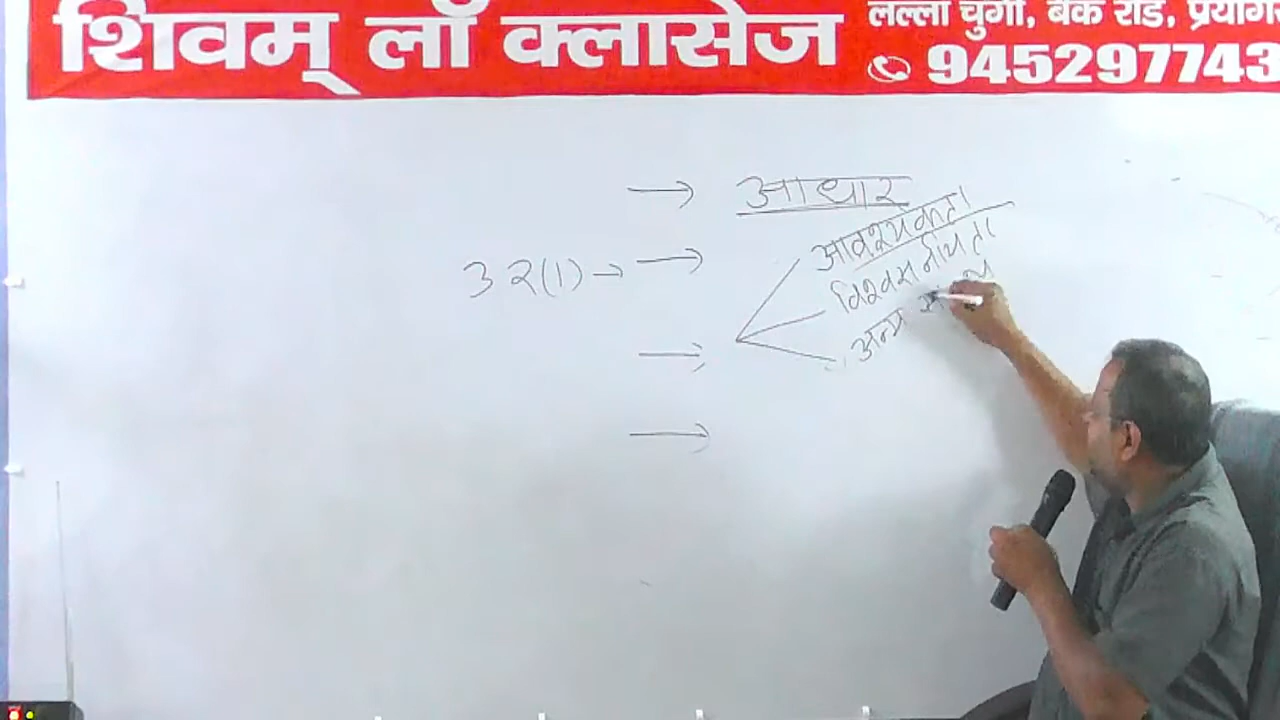 शिवम् लॉ क्लासेज
लल्ला चुंगी, बैंक रोड, प्रयाग
945297743
→ आधार
32(1) → →
आवश्यकता
विश्वसनीयता
अन्य
→
→